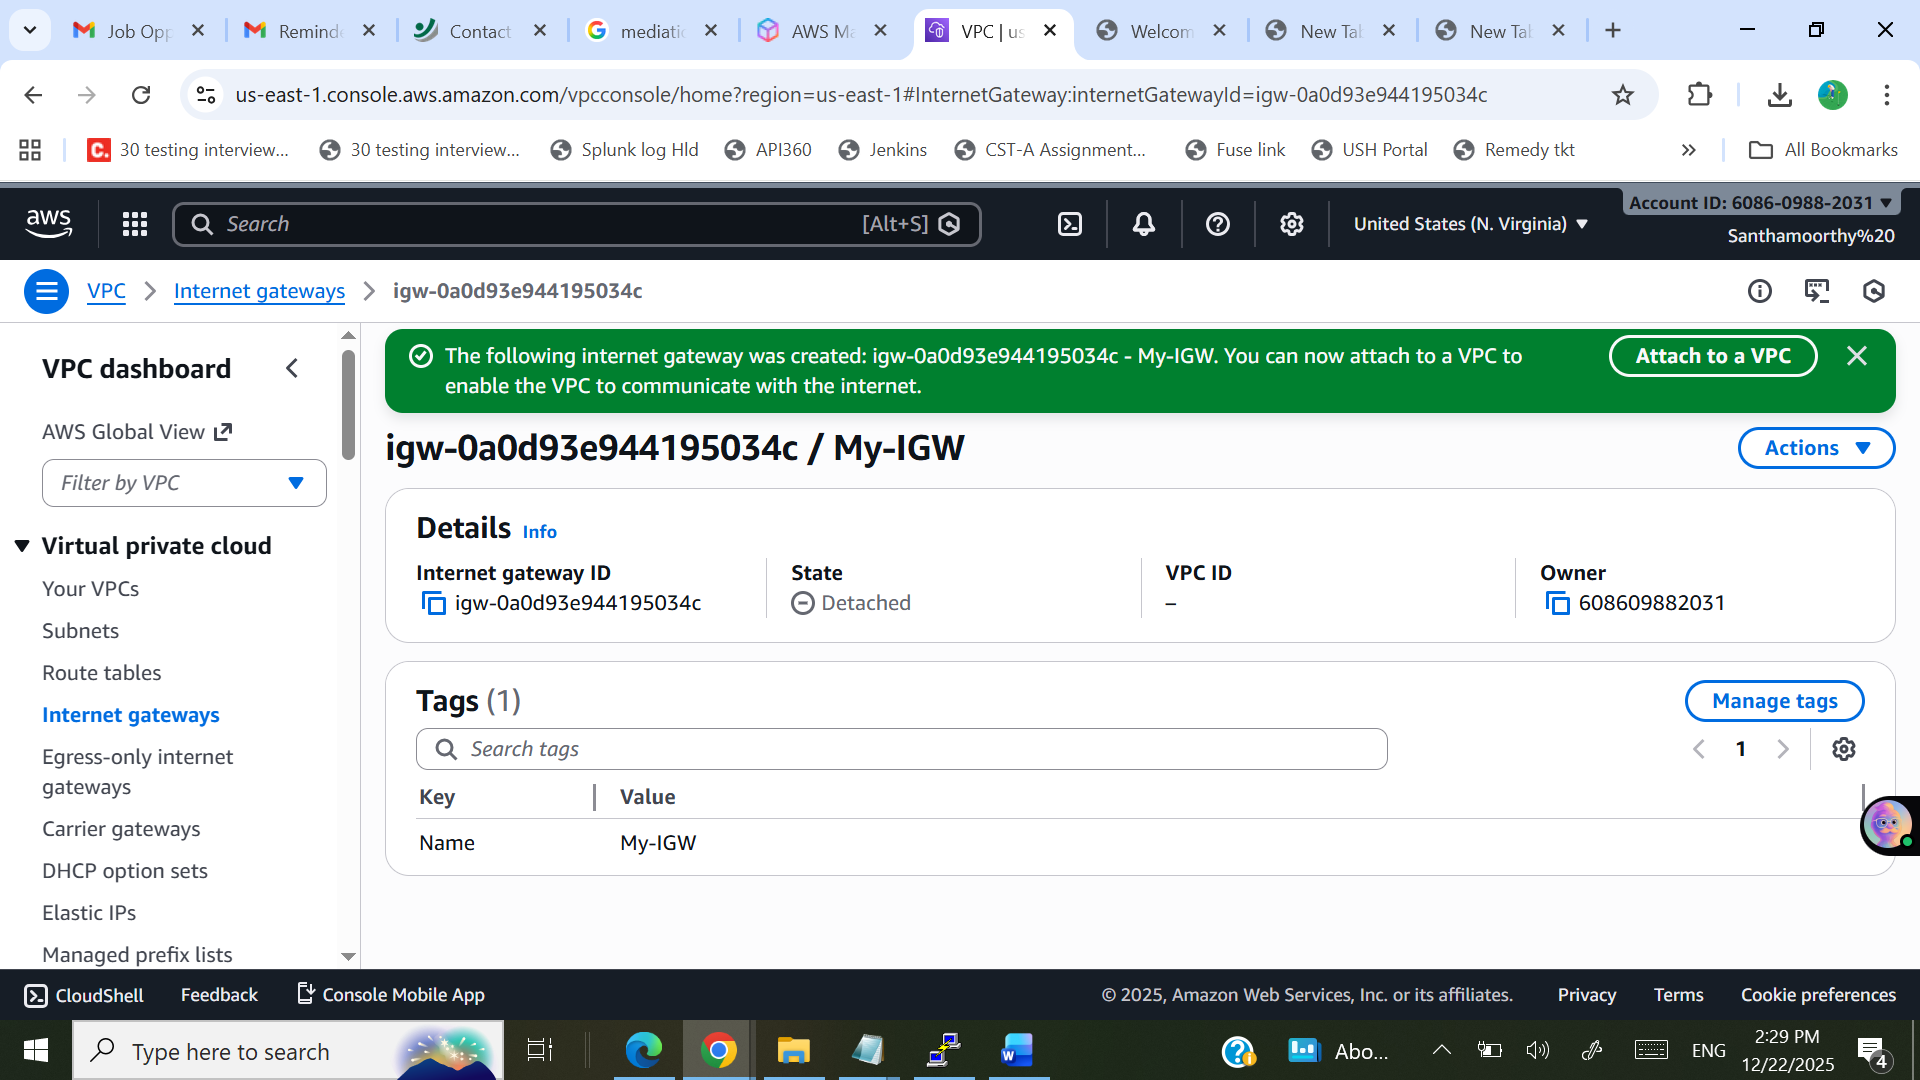 Job Opp
Reminde
Contact
mediatio
AWS Ma
VPC | us
Welcom
New Tab
New Tab
us-east-1.console.aws.amazon.com/vpcconsole/home?region=us-east-1#InternetGateway:internetGatewayId=igw-0a0d93e944195034c
30 testing interview...
30 testing interview...
Splunk log Hld
API360
Jenkins
CST-A Assignment...
Fuse link
USH Portal
Remedy tkt
All Bookmarks
aws
Search
[Alt+S]
United States (N. Virginia)
Account ID: 6086-0988-2031
Santhamoorthy%20
VPC
Internet gateways
igw-0a0d93e944195034c
VPC dashboard
AWS Global View
Filter by VPC
Virtual private cloud
Your VPCs
Subnets
Route tables
Internet gateways
Egress-only internet
gateways
Carrier gateways
DHCP option sets
Elastic IPs
Managed prefix lists
The following internet gateway was created: igw-0a0d93e944195034c - My-IGW. You can now attach to a VPC to
enable the VPC to communicate with the internet.
Attach to a VPC
igw-0a0d93e944195034c / My-IGW
Actions
Details Info
Internet gateway ID
igw-0a0d93e944195034c
State
Detached
VPC ID
–
Owner
608609882031
Tags (1)
Manage tags
Search tags
1
Key
Value
Name
My-IGW
CloudShell
Feedback
Console Mobile App
© 2025, Amazon Web Services, Inc. or its affiliates.
Privacy
Terms
Cookie preferences
Type here to search
Abo...
ENG
2:29 PM
12/22/2025
4